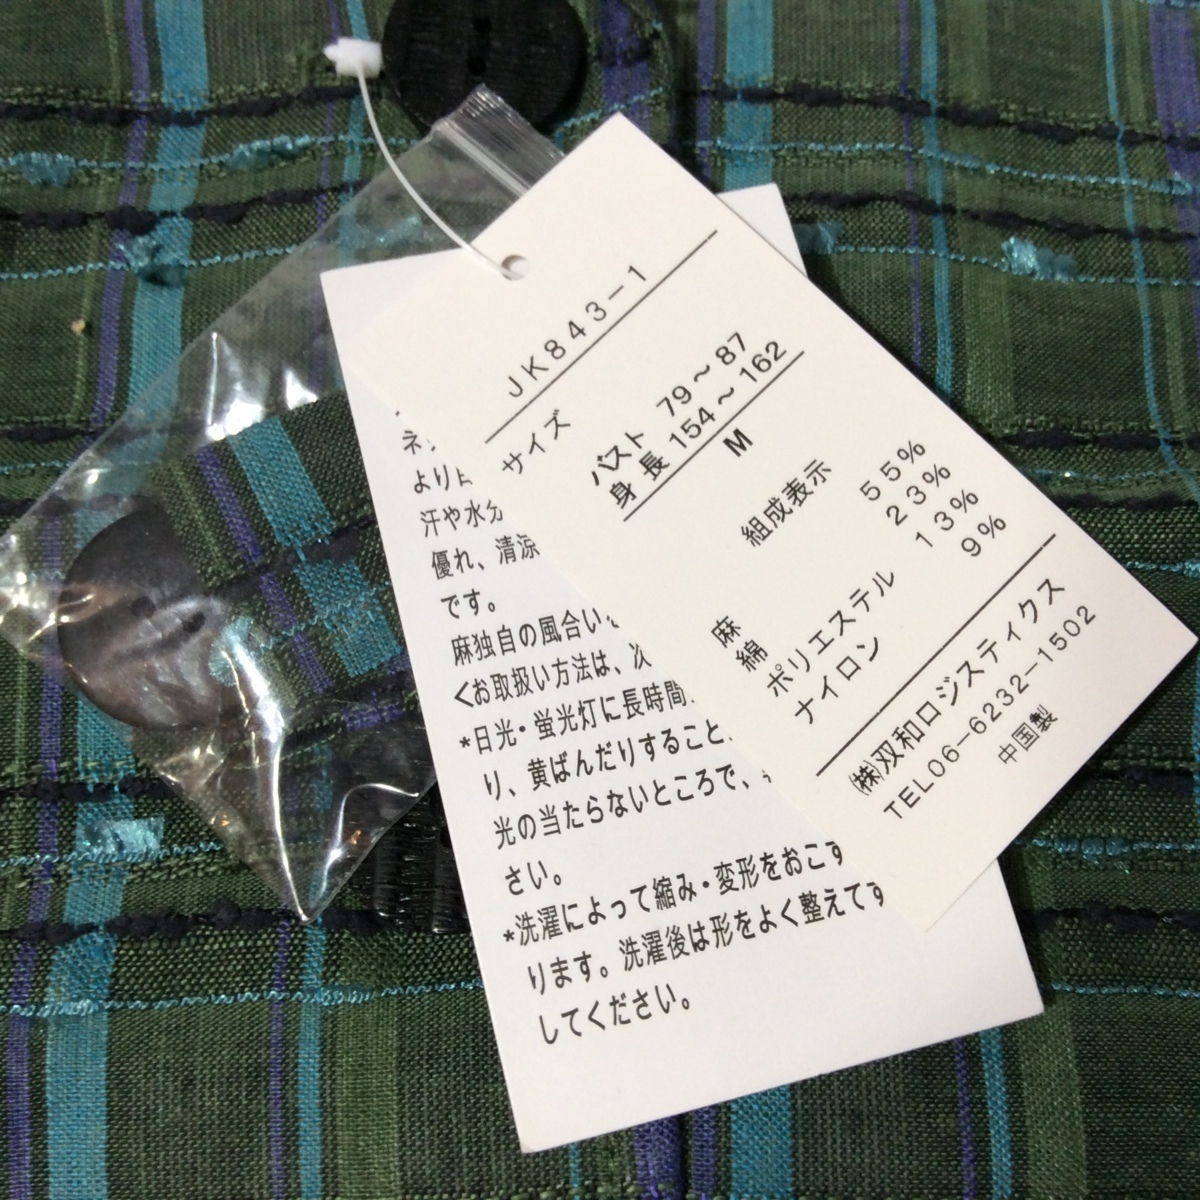 JK843-1
サイズ
バスト 79～87
身長 154～162
M
組成表示
麻 55%
綿 23%
ポリエステル 13%
ナイロン 9%
㈱双和ロジスティクス
TEL06-6232-1502
中国製
より
汗や水分
優れ、清涼
です。
麻独自の風合い
<お取扱い方法は、次
*日光・蛍光灯に長時間
り、黄ばんだりすること
光の当たらないところで、
さい。
*洗濯によって縮み・変形をおこす
ります。洗濯後は形をよく整えてす
してください。